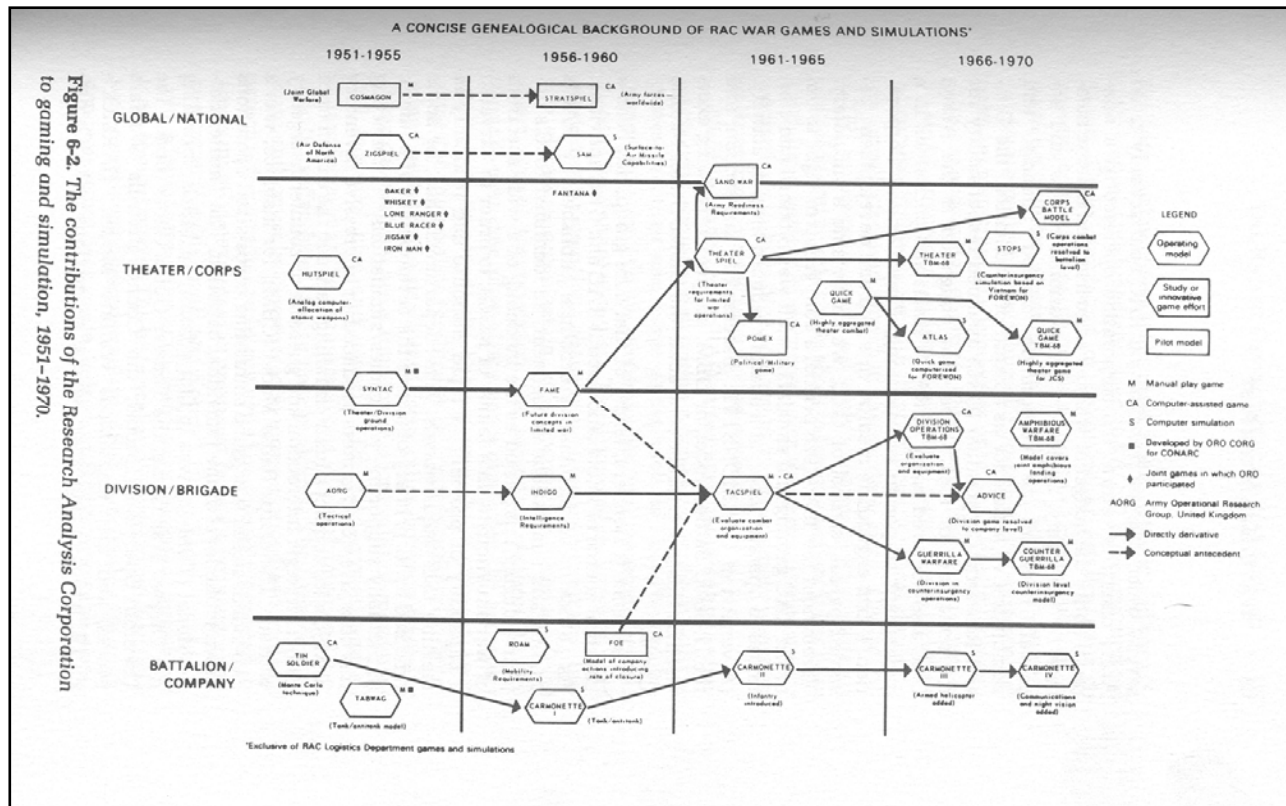 A CONCISE GENEALOGICAL BACKGROUND OF RAC WAR GAMES AND SIMULATIONS*
1951-1955
1956-1960
1961-1965
1966-1970
GLOBAL/NATIONAL
(Joint Global
Warfare)
COSMAGON
M
STRATSPIEL
CA
(Army forces—
worldwide)
(Air Defense
of North
America)
ZIGSPIEL
CA
SAM
S
(Surface-to-
Air Missile
Capabilities)
THEATER/CORPS
BAKER ♦
WHISKEY ♦
LONE RANGER ♦
BLUE RACER ♦
JIGSAW ♦
IRON MAN ♦
FANTANA ♦
HUTSPIEL
CA
(Analog computer-
allocation of
atomic weapons)
SAND WAR
CA
(Army Readiness
Requirements)
THEATER
SPIEL
CA
(Theater
requirements for
limited war
operations)
POMEX
CA
(Political-Military
game)
QUICK
GAME
M
(Highly aggregated
theater combat)
THEATER
TBM-68
M
STOPS
S
(Counterinsurgency
simulation based on
Vietnam for
FOREWON)
CORPS
BATTLE
MODEL
CA
(Corps combat
operations
resolved to
battalion
level)
ATLAS
S
(Quick game
computerized
for FOREWON)
QUICK
GAME
TBM-68
M
(Highly aggregated
theater game
for JCS)
SYNTAC
M ■
(Theater/Division
ground
operations)
FAME
M
(Future division
concepts in
limited war)
DIVISION/BRIGADE
AORG
M
(Tactical
operations)
INDIGO
M
(Intelligence
Requirements)
TACSPIEL
M - CA
(Evaluate combat
organization
and equipment)
DIVISION
OPERATIONS
TBM-68
CA
(Evaluate
organization
and equipment)
AMPHIBIOUS
WARFARE
TBM-68
M
(Model covers
joint amphibious
landing
operations)
ADVICE
CA
(Division game resolved
to company level)
GUERRILLA
WARFARE
M
(Division in
counterinsurgency
operations)
COUNTER
GUERRILLA
TBM-68
M
(Division level
counterinsurgency
model)
BATTALION/
COMPANY
TIN
SOLDIER
CA
(Monte Carlo
technique)
TABWAG
M ■
(Tank/antitank model)
ROAM
S
(Mobility
Requirements)
FOE
CA
(Model of company
actions introducing
rate of closure)
CARMONETTE
I
S
(Tank/antitank)
CARMONETTE
II
S
(Infantry
introduced)
CARMONETTE
III
S
(Armed helicopter
added)
CARMONETTE
IV
S
(Communications
and night vision
added)
*Exclusive of RAC Logistics Department games and simulations
LEGEND
Operating
model
Study or
innovative
game effort
Pilot model
M Manual play game
CA Computer-assisted game
S Computer simulation
■ Developed by ORO CORG
for CONARC
♦ Joint games in which ORO
participated
AORG Army Operational Research
Group, United Kingdom
Directly derivative
Conceptual antecedent
Figure 6-2. The contributions of the Research Analysis Corporation
to gaming and simulation, 1951–1970.